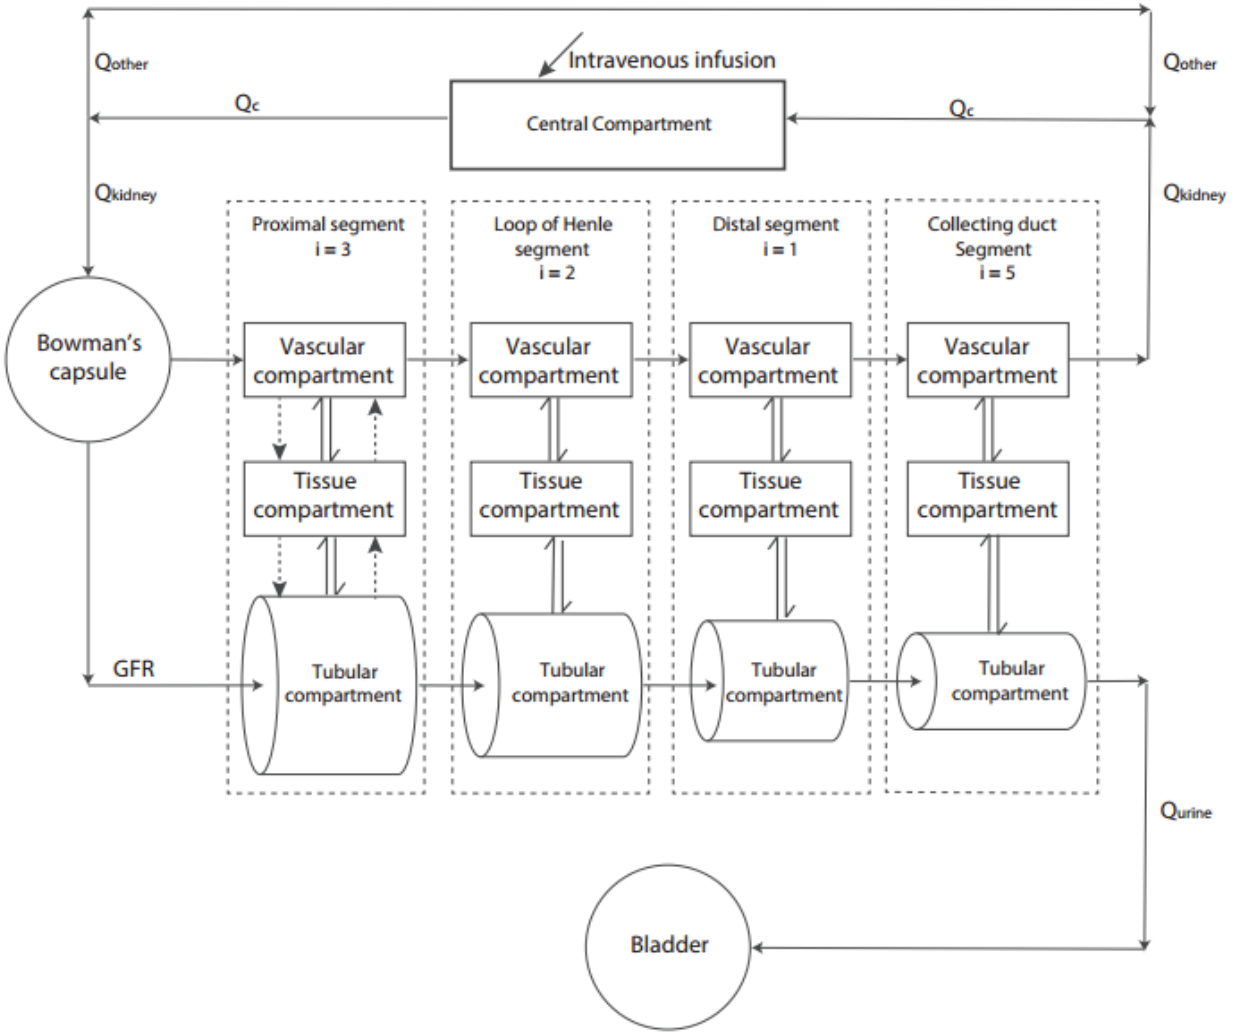 Qother
Qother
Intravenous infusion
Qc
Qc
Central Compartment
Qkidney
Qkidney
Proximal segment
i = 3
Loop of Henle
segment
i = 2
Distal segment
i = 1
Collecting duct
Segment
i = 5
Bowman's
capsule
Vascular
compartment
Vascular
compartment
Vascular
compartment
Vascular
compartment
Tissue
compartment
Tissue
compartment
Tissue
compartment
Tissue
compartment
GFR
Tubular
compartment
Tubular
compartment
Tubular
compartment
Tubular
compartment
Qurine
Bladder